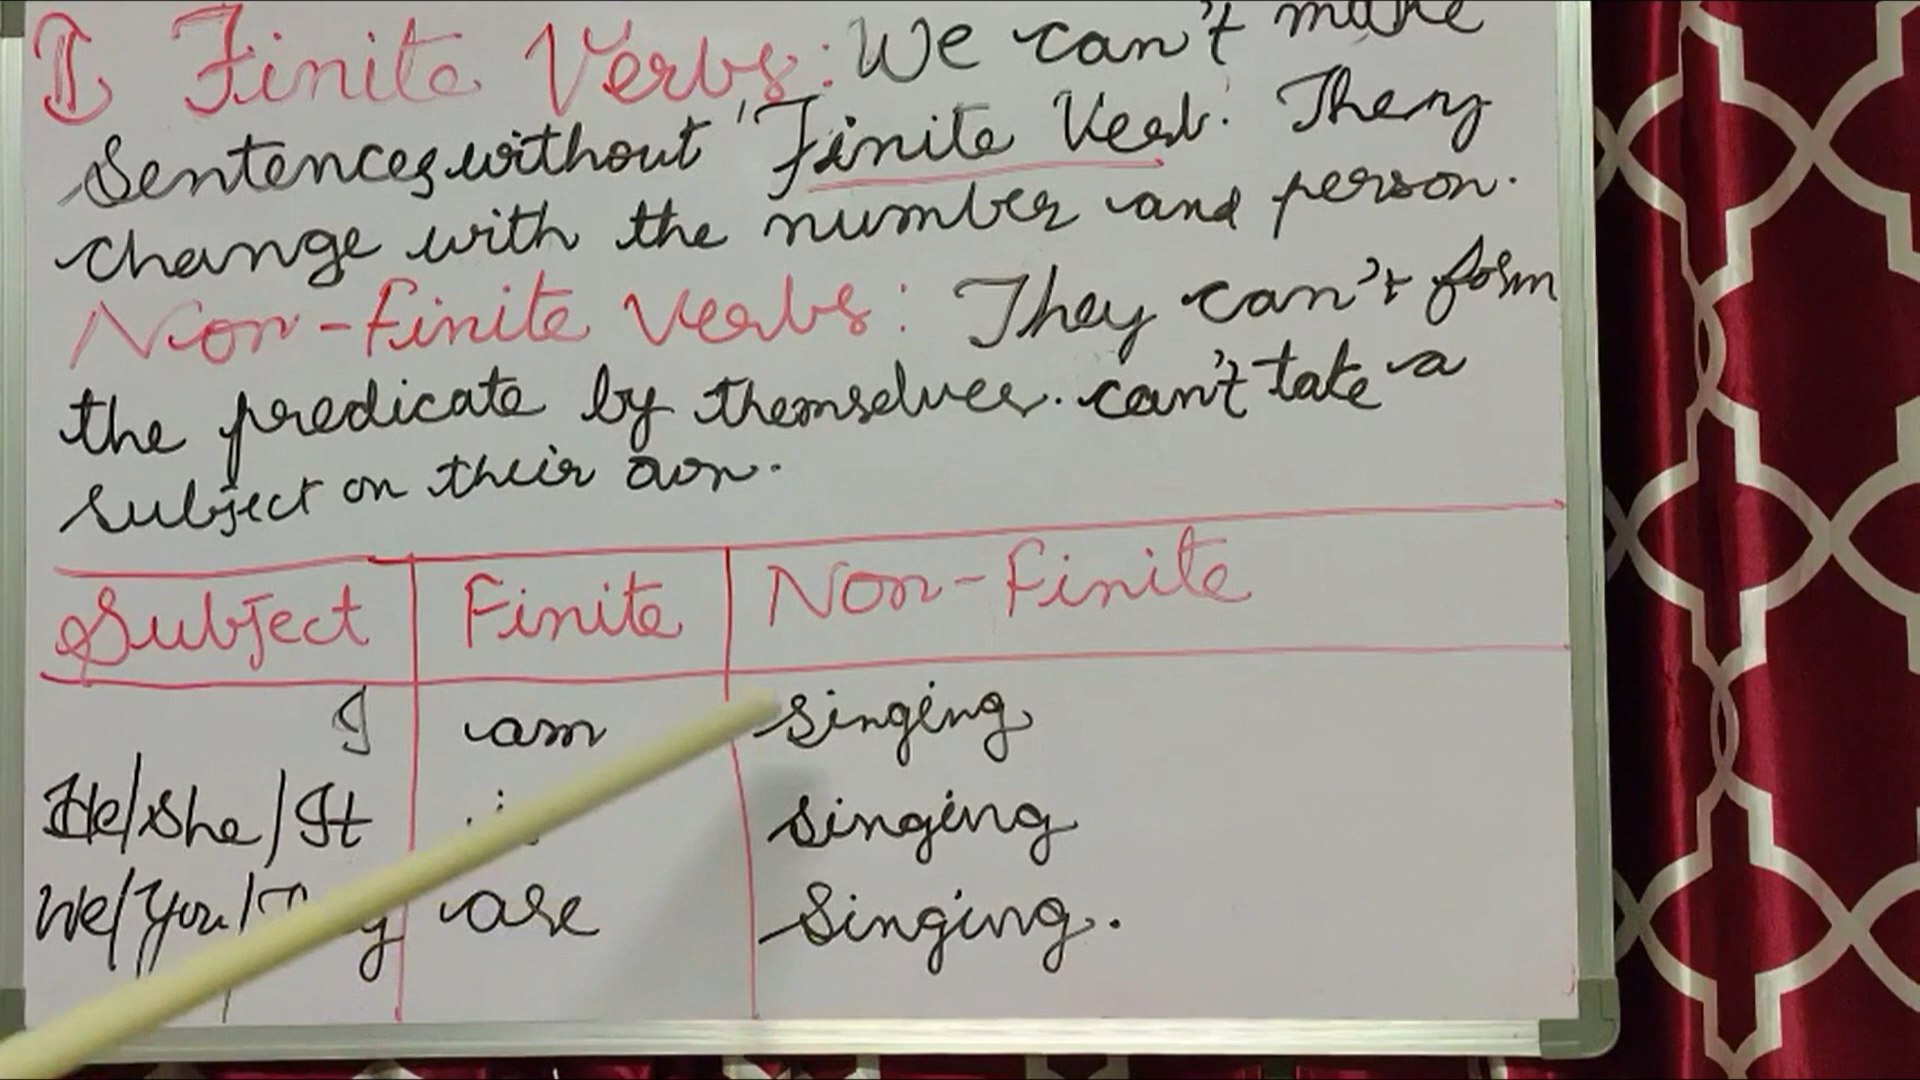 I. Finite Verbs: We can't make
Sentences without 'Finite Verb'. They
change with the number and person.
Non-finite Verbs: They can't form
the predicate by themselves. can't take a
subject on their own.
Subject Finite Non-Finite
I am singing
He/She/It singing
We/You/ are Singing.